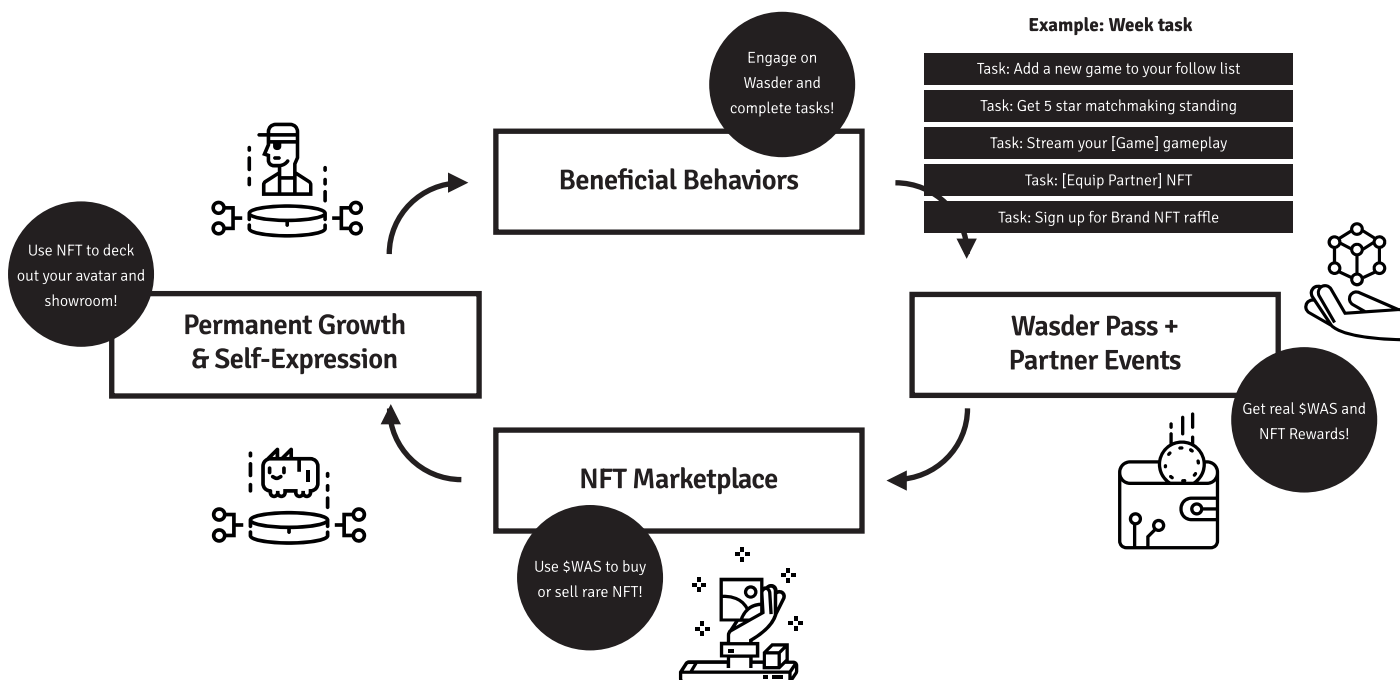 Example: Week task
Task: Add a new game to your follow list
Task: Get 5 star matchmaking standing
Task: Stream your [Game] gameplay
Task: [Equip Partner] NFT
Task: Sign up for Brand NFT raffle
Engage on
Wasder and
complete tasks!
Beneficial Behaviors
Use NFT to deck
out your avatar and
showroom!
Permanent Growth
& Self-Expression
Wasder Pass +
Partner Events
Get real $WAS and
NFT Rewards!
NFT Marketplace
Use $WAS to buy
or sell rare NFT!